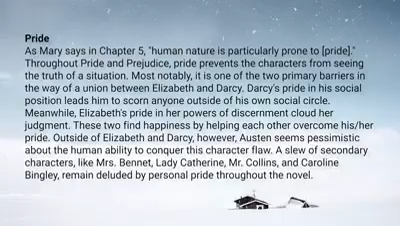 Pride
As Mary says in Chapter 5, "human nature is particularly prone to [pride]."
Throughout Pride and Prejudice, pride prevents the characters from seeing
the truth of a situation. Most notably, it is one of the two primary barriers in
the way of a union between Elizabeth and Darcy. Darcy's pride in his social
position leads him to scorn anyone outside of his own social circle.
Meanwhile, Elizabeth's pride in her powers of discernment cloud her
judgment. These two find happiness by helping each other overcome his/her
pride. Outside of Elizabeth and Darcy, however, Austen seems pessimistic
about the human ability to conquer this character flaw. A slew of secondary
characters, like Mrs. Bennet, Lady Catherine, Mr. Collins, and Caroline
Bingley, remain deluded by personal pride throughout the novel.